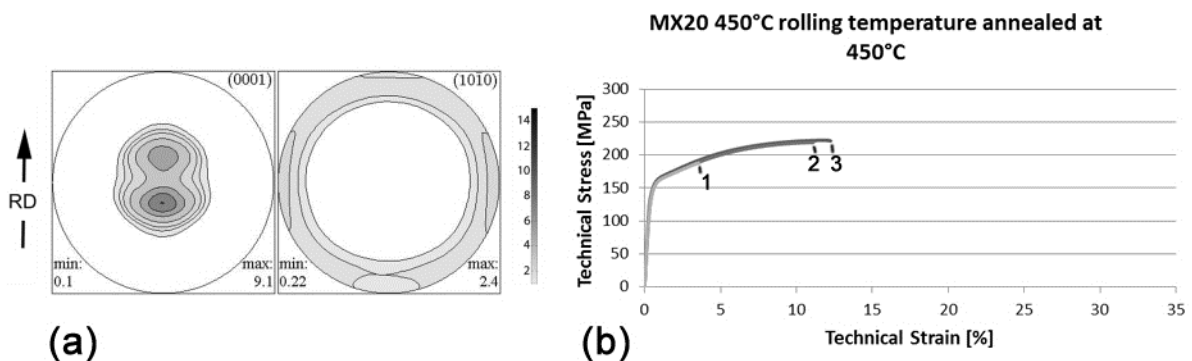 MX20 450°C rolling temperature annealed at
450°C
(0001)
(101̄0)
RD
min:
0.1
max:
9.1
min:
0.22
max:
2.4
14
12
10
8
6
4
2
Technical Stress [MPa]
300
250
200
150
100
50
0
1
2
3
0 5 10 15 20 25 30 35
Technical Strain [%]
(a)
(b)